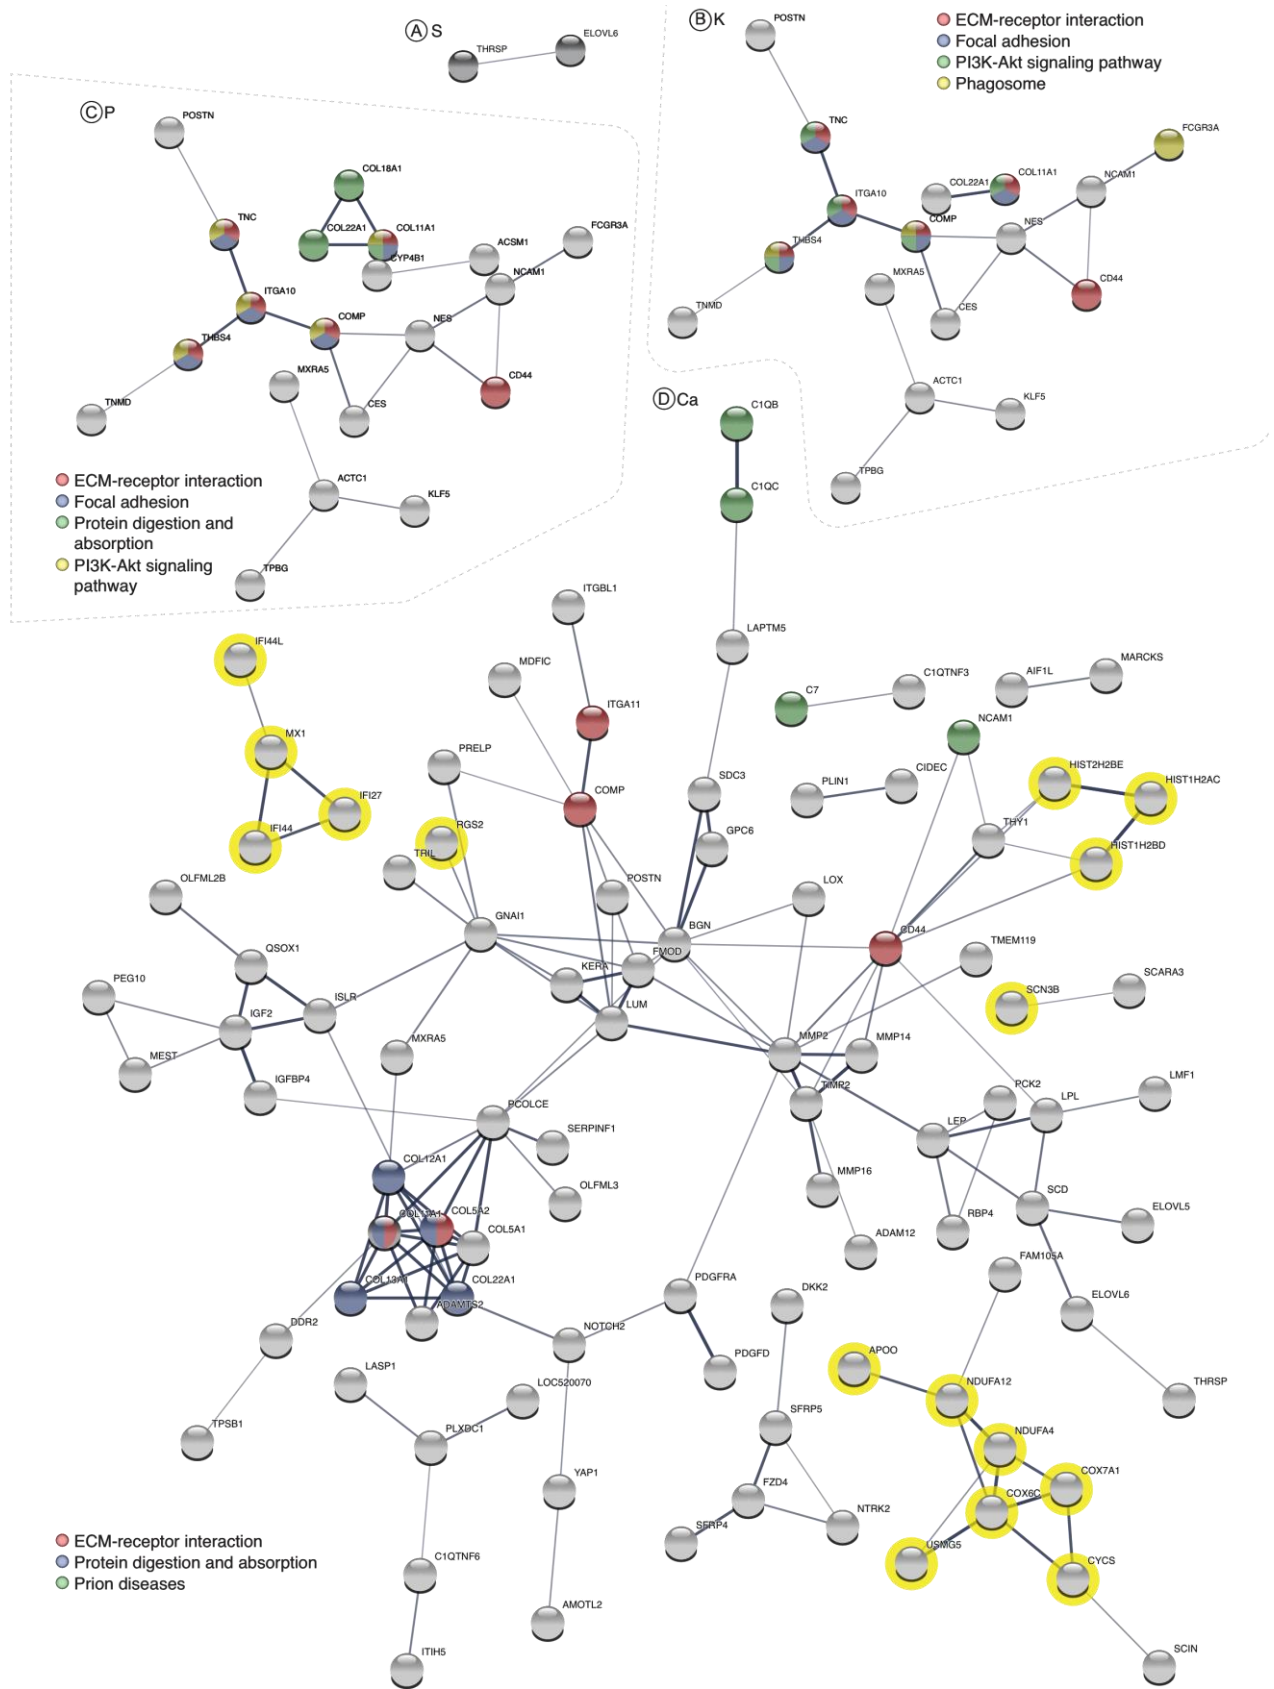 A S
THRSP
ELOVL6
B K
POSTN
ECM-receptor interaction
Focal adhesion
PI3K-Akt signaling pathway
Phagosome
TNC
FCGR3A
ITGA10
COL22A1
COL11A1
NCAM1
COMP
NES
THBS4
MXRA5
CD44
TNMD
CES
ACTC1
KLF5
TPBG
C P
POSTN
COL18A1
TNC
COL22A1
COL11A1
CYP4B1
ACSM1
FCGR3A
NCAM1
ITGA10
COMP
NES
THBS4
MXRA5
CD44
TNMD
CES
ACTC1
KLF5
TPBG
ECM-receptor interaction
Focal adhesion
Protein digestion and
absorption
PI3K-Akt signaling
pathway
D Ca
C1QB
C1QC
ITGBL1
LAPTM5
IFI44L
MDFIC
C7
C1QTNF3
AIF1L
MARCKS
ITGA11
NCAM1
MX1
PRELP
SDC3
PLIN1
CIDEC
HIST2H2BE
HIST1H2AC
IFI27
COMP
IFI44
RGS2
GPC6
THY1
HIST1H2BD
TRIL
OLFML2B
POSTN
LOX
GNAI1
BGN
CD44
QSOX1
FMOD
TMEM119
KERA
PEG10
ISLR
SCN3B
SCARA3
IGF2
LUM
MXRA5
MMP2
MMP14
MEST
IGFBP4
TIMP2
PCK2
LPL
LMF1
PCOLCE
SERPINF1
LEP
COL12A1
MMP16
OLFML3
SCD
COL11A1
COL5A2
COL5A1
RBP4
ELOVL5
ADAM12
COL13A1
COL22A1
ADAMTS2
PDGFRA
DKK2
FAM105A
ELOVL6
DDR2
NOTCH2
LASP1
LOC520070
PDGFD
APOO
NDUFA12
THRSP
TPSB1
PLXDC1
SFRP5
NDUFA4
YAP1
FZD4
COX7A1
COX6C
SFRP4
NTRK2
USMG5
CYCS
C1QTNF6
AMOTL2
ITIH5
SCIN
ECM-receptor interaction
Protein digestion and absorption
Prion diseases